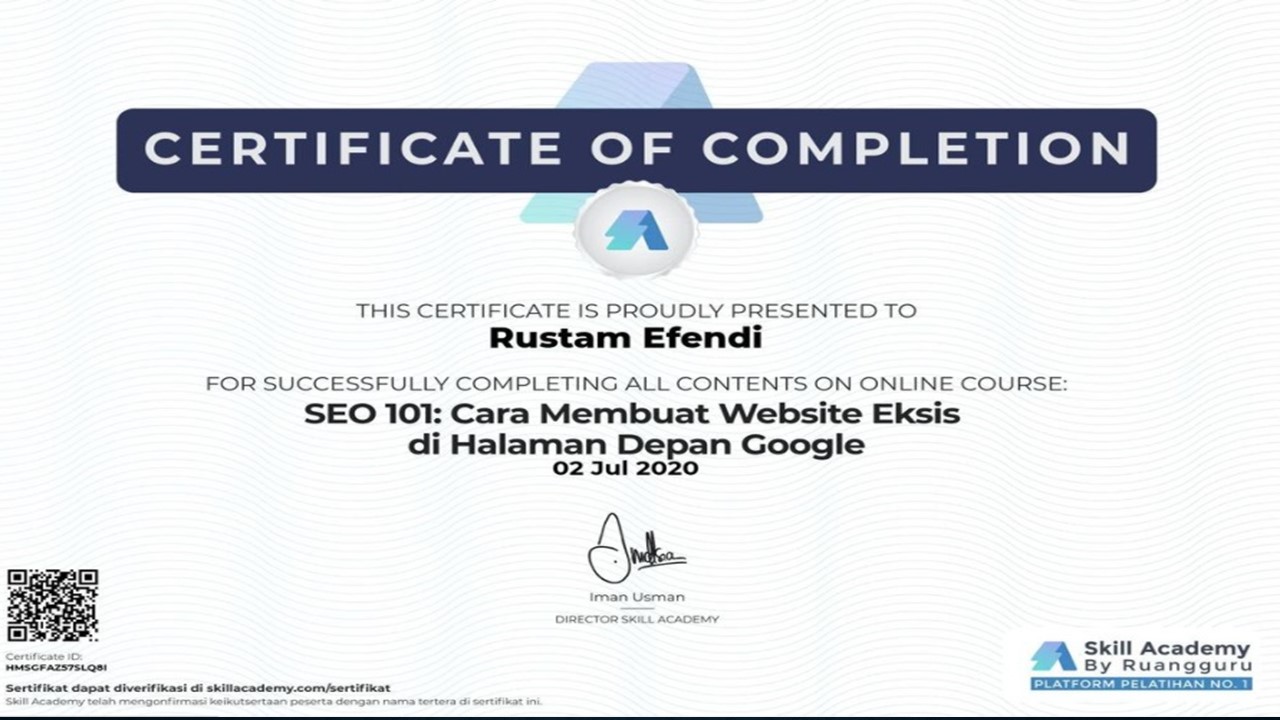 CERTIFICATE OF COMPLETION
THIS CERTIFICATE IS PROUDLY PRESENTED TO
Rustam Efendi
FOR SUCCESSFULLY COMPLETING ALL CONTENTS ON ONLINE COURSE:
SEO 101: Cara Membuat Website Eksis
di Halaman Depan Google
02 Jul 2020
Iman Usman
DIRECTOR SKILL ACADEMY
Certificate ID:
HMSGFAZ57SLQ8I
Sertifikat dapat diverifikasi di skillacademy.com/sertifikat
Skill Academy telah mengonfirmasi keikutsertaan peserta dengan nama tertera di sertifikat ini.
Skill Academy
By Ruangguru
PLATFORM PELATIHAN NO. 1